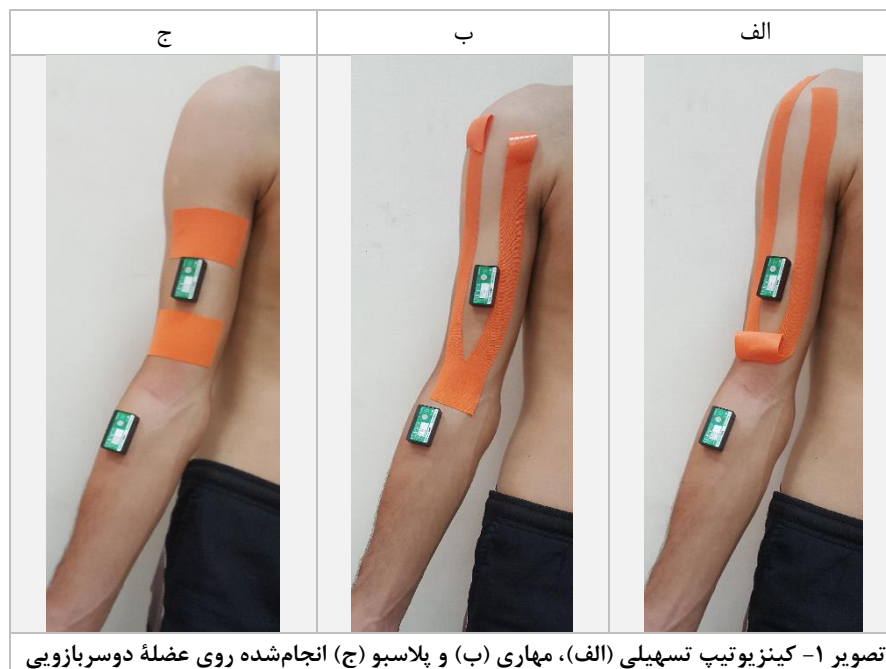 الف ب ج
تصویر ۱- کینزیوتیپ تسهیلی (الف)، مهاری (ب) و پلاسبو (ج) انجام‌شده روی عضلهٔ دوسربازویی